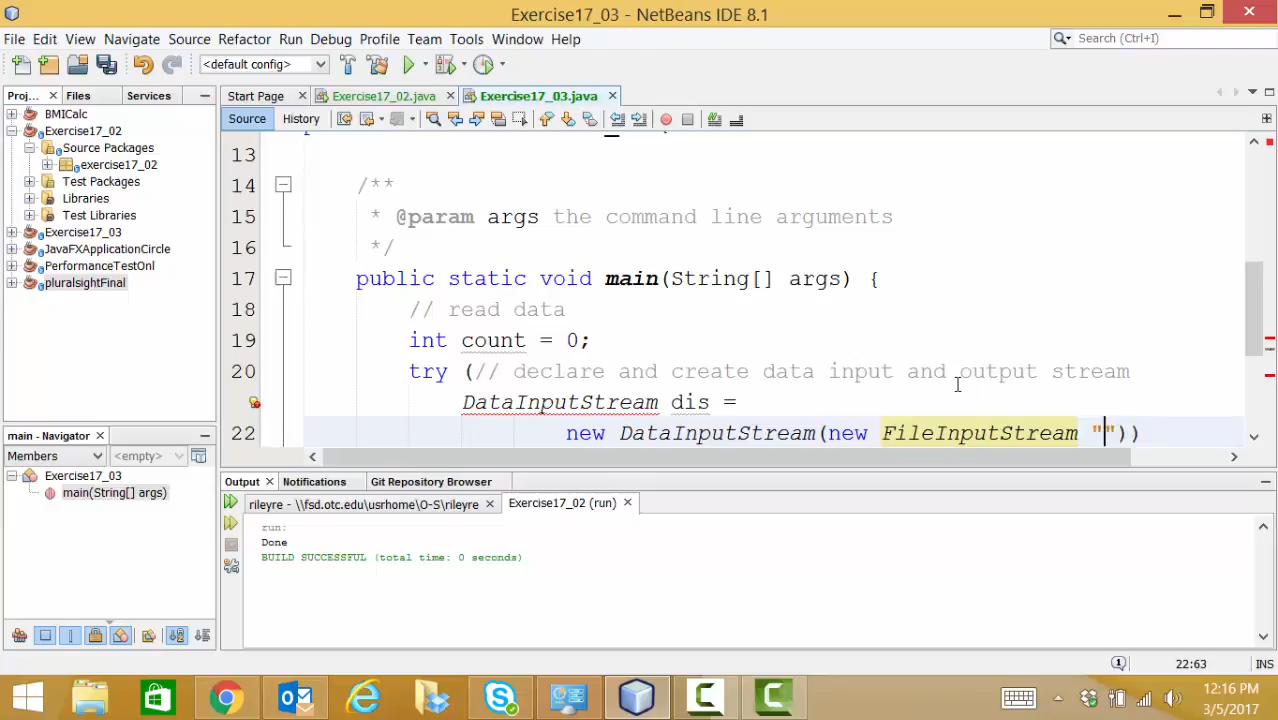 Exercise17_03 - NetBeans IDE 8.1
File Edit View Navigate Source Refactor Run Debug Profile Team Tools Window Help
Search (Ctrl+I)
<default config>
Proj... Files Services
Start Page Exercise17_02.java Exercise17_03.java
Source History
BMICalc
Exercise17_02
Source Packages
exercise17_02
Test Packages
Libraries
Test Libraries
Exercise17_03
JavaFXApplicationCircle
PerformanceTestOnl
pluralsightFinal
13
14 /**
15 * @param args the command line arguments
16 */
17 public static void main(String[] args) {
18 // read data
19 int count = 0;
20 try (// declare and create data input and output stream
DataInputStream dis =
22 new DataInputStream(new FileInputStream ""))
main - Navigator
Members <empty>
Exercise17_03
main(String[] args)
Output Notifications Git Repository Browser
rileyre - \\fsd.otc.edu\usrhome\O-S\rileyre Exercise17_02 (run)
run:
Done
BUILD SUCCESSFUL (total time: 0 seconds)
1 22:63 INS
12:16 PM
3/5/2017